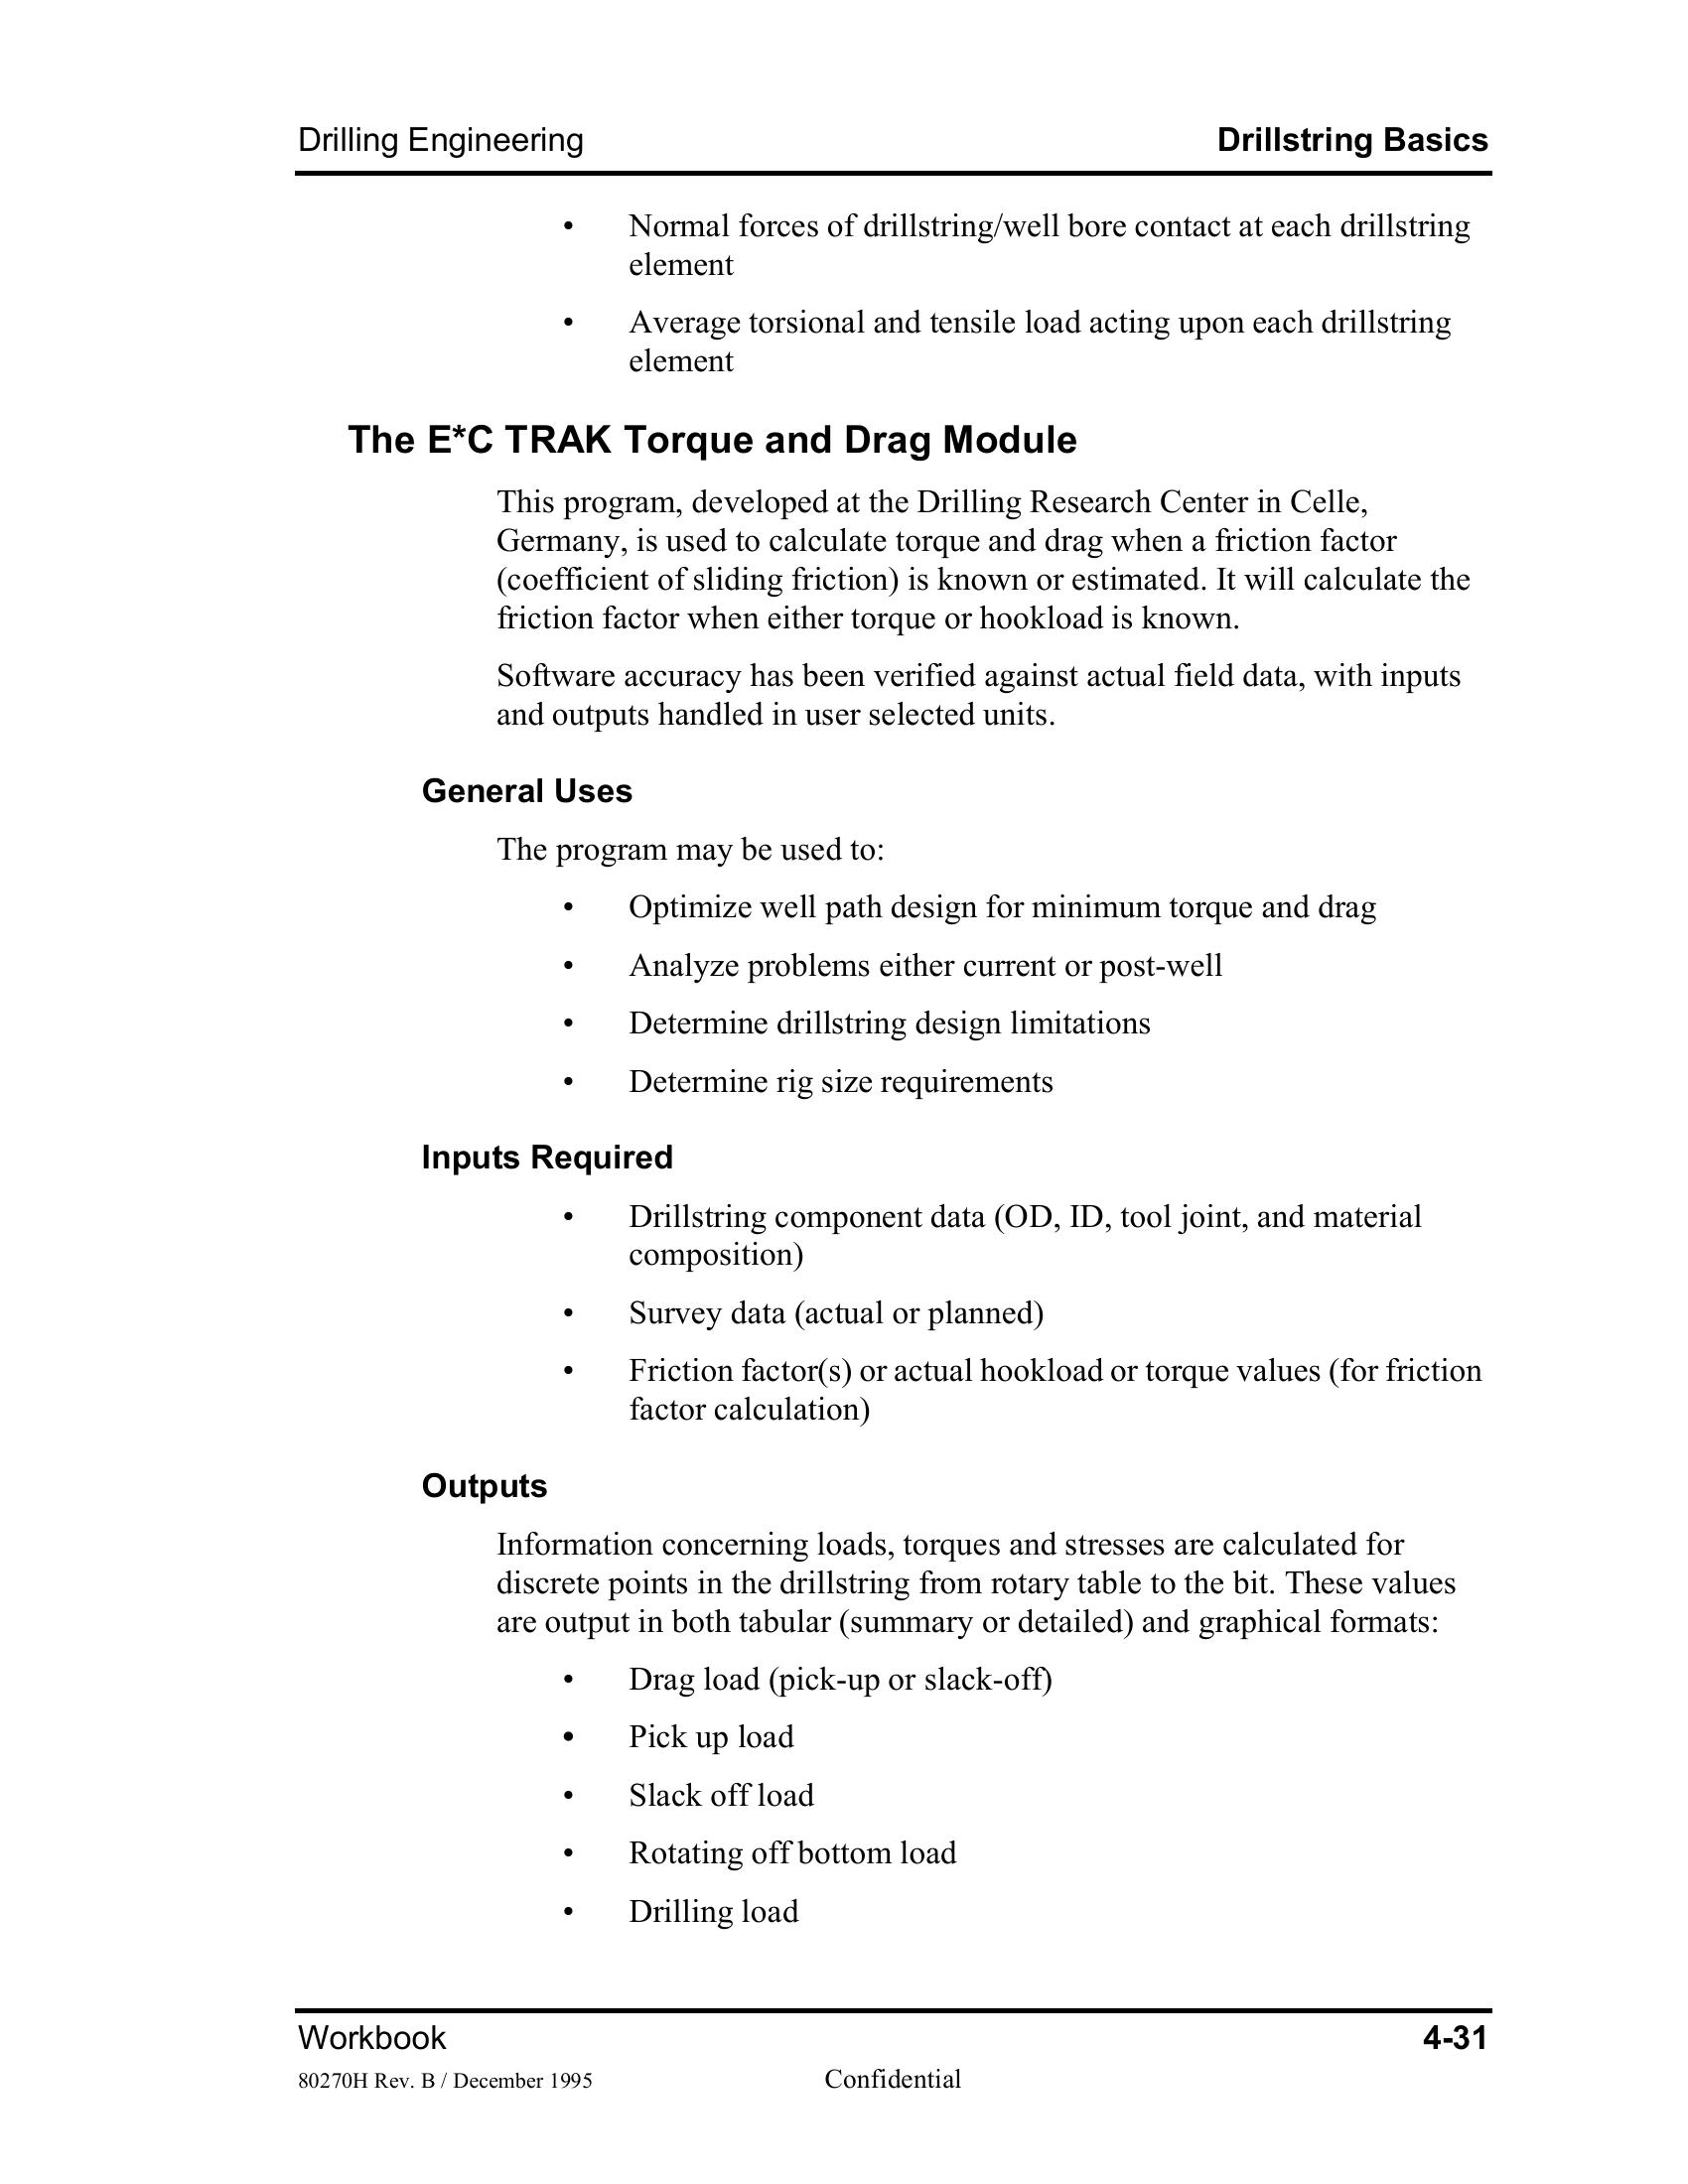 Drilling Engineering
Drillstring Basics
• Normal forces of drillstring/well bore contact at each drillstring
element
• Average torsional and tensile load acting upon each drillstring
element
The E*C TRAK Torque and Drag Module
This program, developed at the Drilling Research Center in Celle,
Germany, is used to calculate torque and drag when a friction factor
(coefficient of sliding friction) is known or estimated. It will calculate the
friction factor when either torque or hookload is known.
Software accuracy has been verified against actual field data, with inputs
and outputs handled in user selected units.
General Uses
The program may be used to:
• Optimize well path design for minimum torque and drag
• Analyze problems either current or post-well
• Determine drillstring design limitations
• Determine rig size requirements
Inputs Required
• Drillstring component data (OD, ID, tool joint, and material
composition)
• Survey data (actual or planned)
• Friction factor(s) or actual hookload or torque values (for friction
factor calculation)
Outputs
Information concerning loads, torques and stresses are calculated for
discrete points in the drillstring from rotary table to the bit. These values
are output in both tabular (summary or detailed) and graphical formats:
• Drag load (pick-up or slack-off)
• Pick up load
• Slack off load
• Rotating off bottom load
• Drilling load
Workbook
4-31
80270H Rev. B / December 1995
Confidential